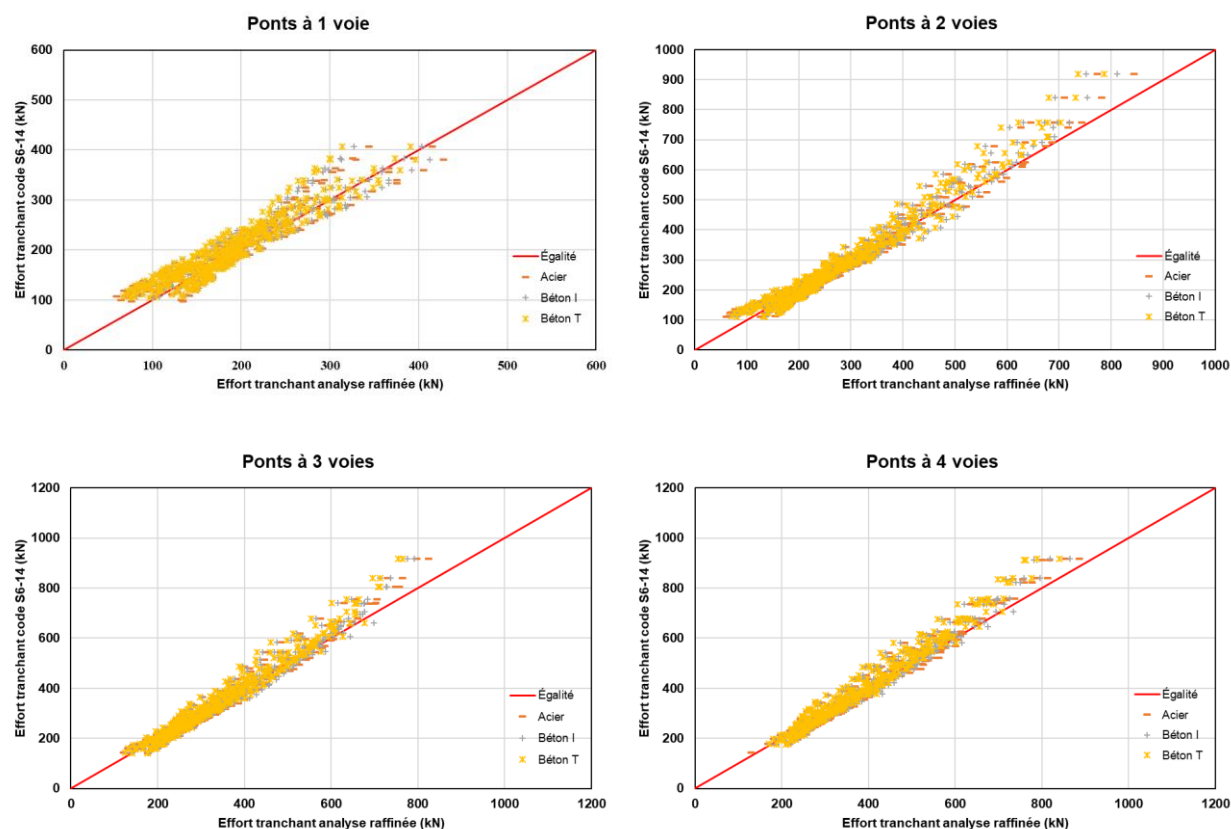 Ponts à 1 voie
600
500
400
300
200
100
0
Effort tranchant code S6-14 (kN)
Égalité
Acier
Béton I
Béton T
0 100 200 300 400 500 600
Effort tranchant analyse raffinée (kN)
Ponts à 2 voies
1000
900
800
700
600
500
400
300
200
100
0
Effort tranchant code S6-14 (kN)
Égalité
Acier
Béton I
Béton T
0 100 200 300 400 500 600 700 800 900 1000
Effort tranchant analyse raffinée (kN)
Ponts à 3 voies
1200
1000
800
600
400
200
0
Effort tranchant code S6-14 (kN)
Égalité
Acier
Béton I
Béton T
0 200 400 600 800 1000 1200
Effort tranchant analyse raffinée (kN)
Ponts à 4 voies
1200
1000
800
600
400
200
0
Effort tranchant code S6-14 (kN)
Égalité
Acier
Béton I
Béton T
0 200 400 600 800 1000 1200
Effort tranchant analyse raffinée (kN)